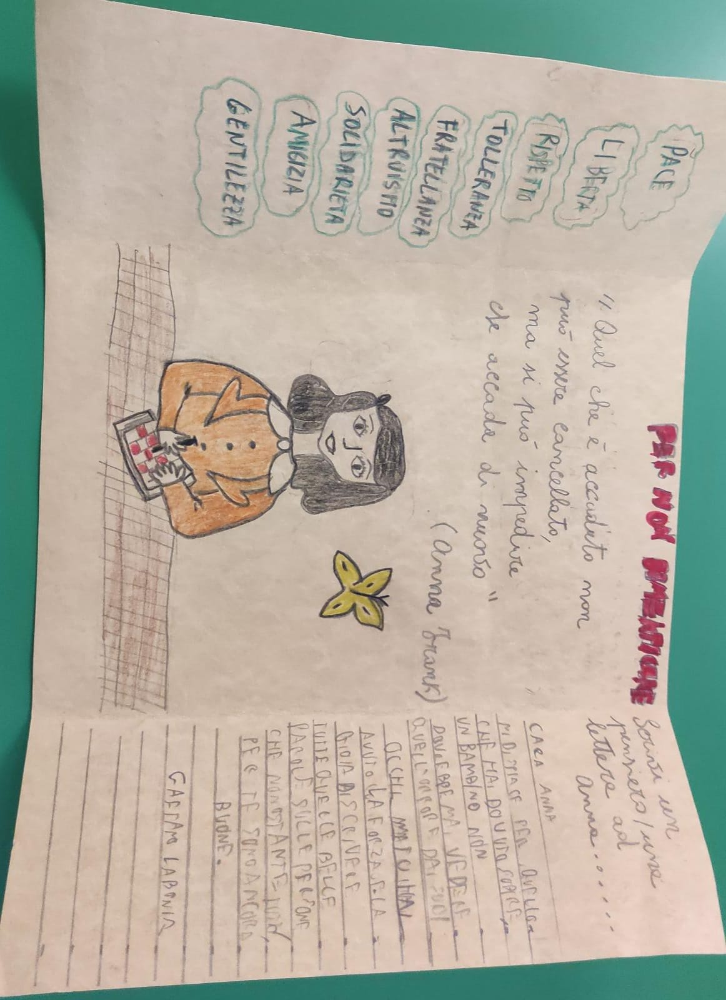 PER NON DIMENTICARE
PACE
LIBERTA
RISPETTO
TOLLERANZA
FRATELLANZA
ALTRUISMO
SOLIDARIETA
AMICIZIA
GENTILEZZA
"Quel che è accaduto non
può essere cancellato,
ma si può impedire
che accada di nuovo"
(Anna Frank)
Scrivi un
pensiero/una
lettera ad
Anna......
CARA ANNA
MI DISPIACE PER QUELLO
CHE HAI DOVUTO
UN BAMBINO NON
DOVREBBE MAI VEDERE
QUELL'ORRORE DAI SUOI
OCCHI, MA TU HAI
AVUTO LA FORZA E LA
GIOIA DI SCRIVERE
TUTTE QUELLE BELLE
PAROLE SULLE PERSONE
CHE NONOSTANTE TUTTO,
PER TE SONO ANCORA
BUONE.
GAETANO LABONIA